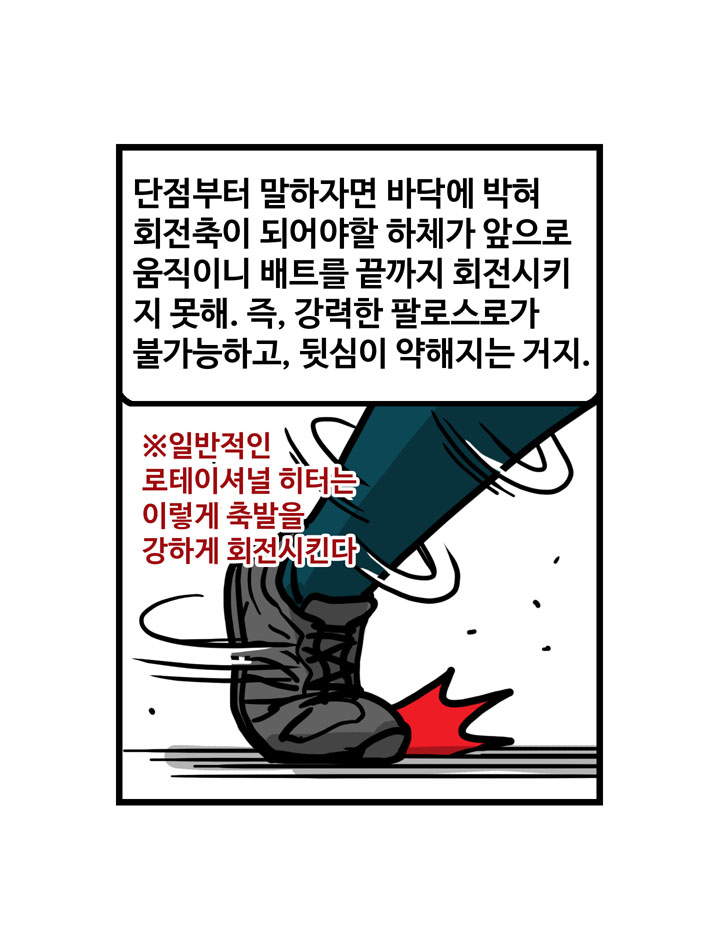 단점부터 말하자면 바닥에 박혀
회전축이 되어야할 하체가 앞으로
움직이니 배트를 끝까지 회전시키
지 못해. 즉, 강력한 팔로스로가
불가능하고, 뒷심이 약해지는 거지.
※일반적인
로테이셔널 히터는
이렇게 축발을
강하게 회전시킨다